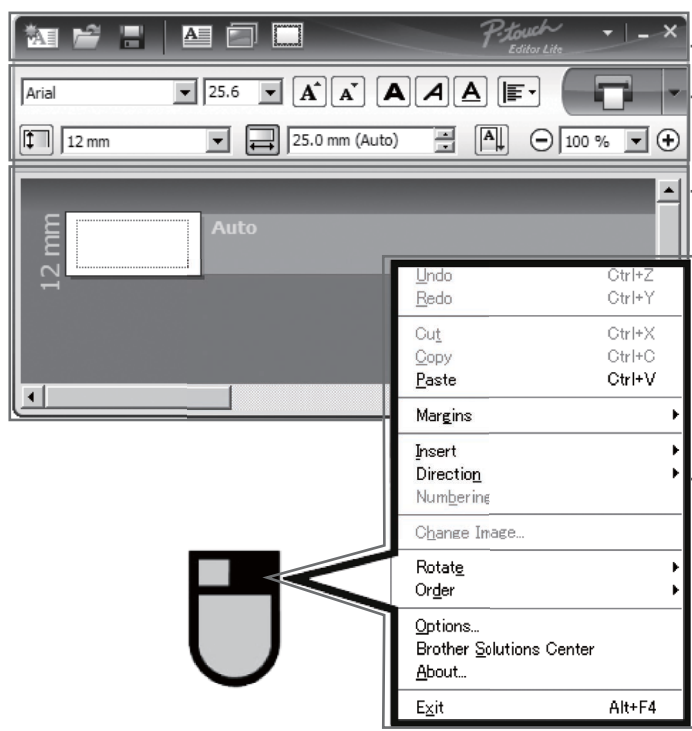 P-touch
Editor Lite
Arial 25.6 A A A A A
12 mm 25.0 mm (Auto) A 100 %
12 mm
Auto
Undo Ctrl+Z
Redo Ctrl+Y
Cut Ctrl+X
Copy Ctrl+C
Paste Ctrl+V
Margins
Insert
Direction
Numbering
Change Image...
Rotate
Order
Options...
Brother Solutions Center
About...
Exit Alt+F4